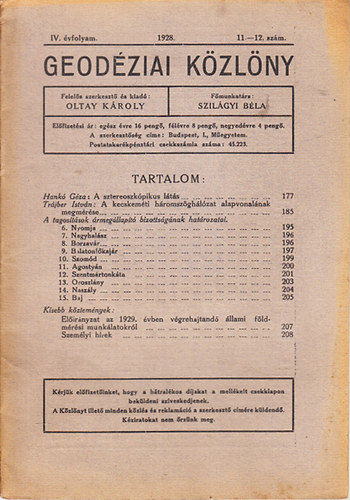 IV. évfolyam. 1928. 11.—12. szám.
GEODÉZIAI KÖZLÖNY
Felelős szerkesztő és kiadó: Főmunkatárs:
OLTAY KÁROLY SZILÁGYI BÉLA
Előfizetési ár: egész évre 16 pengő, félévre 8 pengő, negyedévre 4 pengő.
A szerkesztőség címe: Budapest, I., Műegyetem.
Postatakarékpénztári csekkszámla száma: 45.223.
TARTALOM:
Hankó Géza: A sztereoszkópikus látás 177
Trájber István: A kecskeméti háromszöghálózat alapvonalának
megmérése 185
A tagosítások ármegállapító bizottságának határozatai.
6. Nyomja 195
7. Nagyhalász 196
8. Borzavár 196
9. Balatonfőkajár 197
10. Szomód 199
11. Agostyán 200
12. Szentmártonkáta 201
13. Oroszlány 203
14. Naszály 204
15. Baj 205
Kisebb közlemények:
Előirányzat az 1929. évben végrehajtandó állami föld-
mérési munkálatokról 207
Személyi hírek 208
Kérjük előfizetőinket, hogy a hátralékos díjakat a mellékelt csekklapon
beküldeni szíveskedjenek.
A Közlönyt illető minden közlés és reklamáció a szerkesztő címére küldendő.
Kéziratokat nem őrzünk meg.